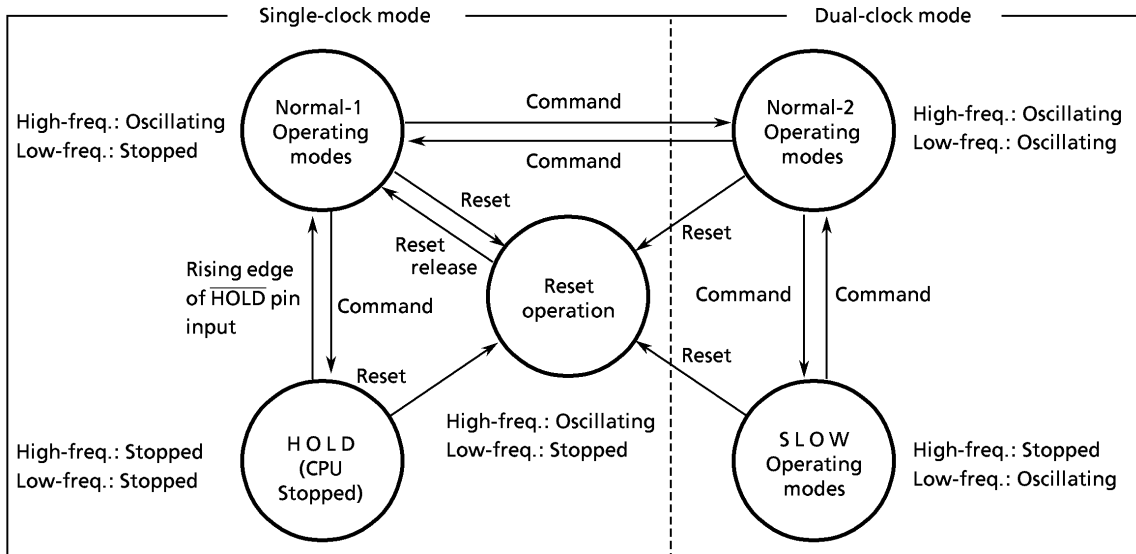 Single-clock mode
Dual-clock mode
Normal-1
Operating
modes
High-freq.: Oscillating
Low-freq.: Stopped
Command
Command
Normal-2
Operating
modes
High-freq.: Oscillating
Low-freq.: Oscillating
Reset
Reset
release
Reset
Rising edge
of H̅O̅L̅D̅ pin
input
Command
Reset
operation
Command
Command
Reset
Reset
High-freq.: Oscillating
Low-freq.: Stopped
H O L D
(CPU
Stopped)
High-freq.: Stopped
Low-freq.: Stopped
S L O W
Operating
modes
High-freq.: Stopped
Low-freq.: Oscillating